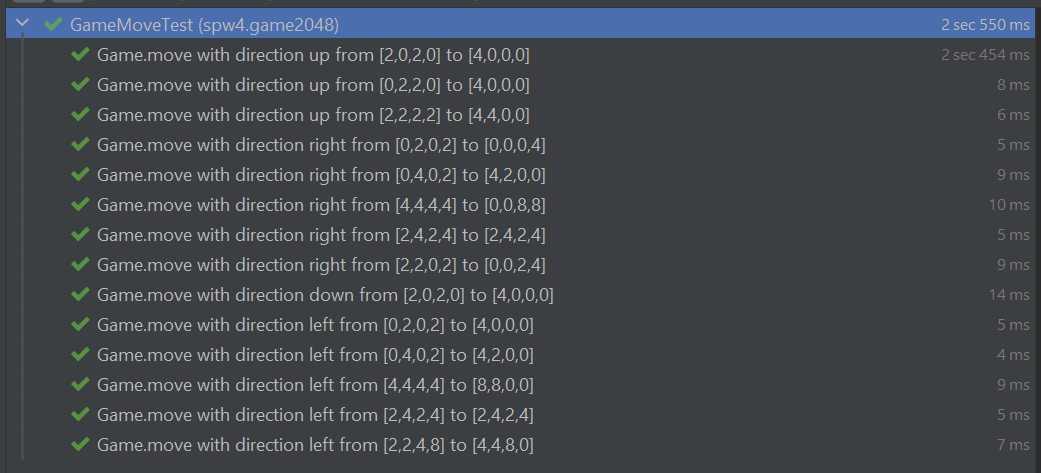 GameMoveTest (spw4.game2048) 2 sec 550 ms
Game.move with direction up from [2,0,2,0] to [4,0,0,0] 2 sec 454 ms
Game.move with direction up from [0,2,2,0] to [4,0,0,0] 8 ms
Game.move with direction up from [2,2,2,2] to [4,4,0,0] 6 ms
Game.move with direction right from [0,2,0,2] to [0,0,0,4] 5 ms
Game.move with direction right from [0,4,0,2] to [4,2,0,0] 9 ms
Game.move with direction right from [4,4,4,4] to [0,0,8,8] 10 ms
Game.move with direction right from [2,4,2,4] to [2,4,2,4] 5 ms
Game.move with direction right from [2,2,0,2] to [0,0,2,4] 9 ms
Game.move with direction down from [2,0,2,0] to [4,0,0,0] 14 ms
Game.move with direction left from [0,2,0,2] to [4,0,0,0] 5 ms
Game.move with direction left from [0,4,0,2] to [4,2,0,0] 4 ms
Game.move with direction left from [4,4,4,4] to [8,8,0,0] 9 ms
Game.move with direction left from [2,4,2,4] to [2,4,2,4] 5 ms
Game.move with direction left from [2,2,4,8] to [4,4,8,0] 7 ms